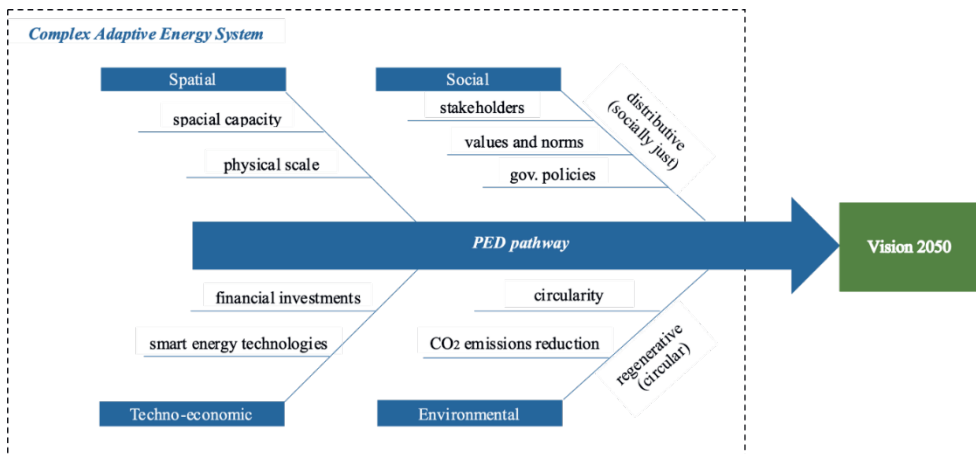 Complex Adaptive Energy System
Spatial
Social
spacial capacity
physical scale
stakeholders
values and norms
gov. policies
distributive
(socially just)
PED pathway
Vision 2050
financial investments
smart energy technologies
circularity
CO2 emissions reduction
regenerative
(circular)
Techno-economic
Environmental